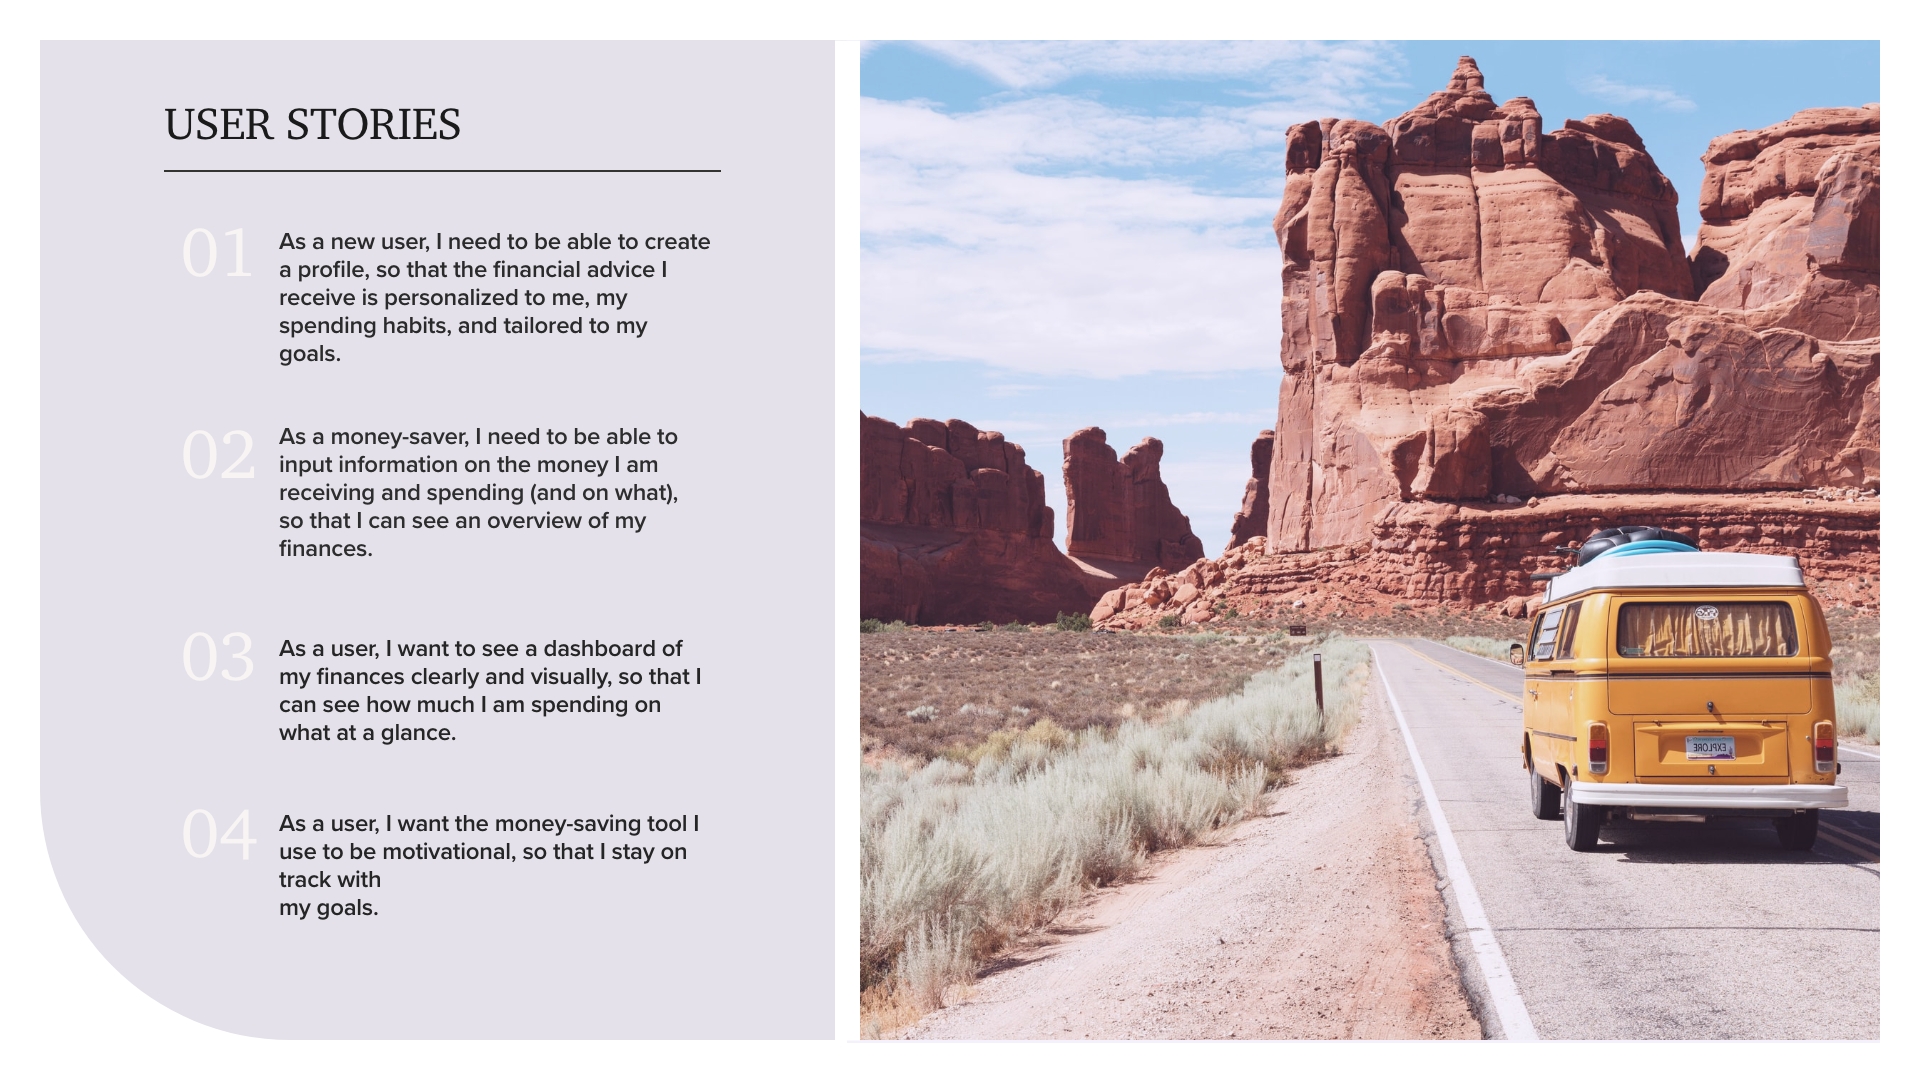 USER STORIES
01
As a new user, I need to be able to create
a profile, so that the financial advice I
receive is personalized to me, my
spending habits, and tailored to my
goals.
02
As a money-saver, I need to be able to
input information on the money I am
receiving and spending (and on what),
so that I can see an overview of my
finances.
03
As a user, I want to see a dashboard of
my finances clearly and visually, so that I
can see how much I am spending on
what at a glance.
04
As a user, I want the money-saving tool I
use to be motivational, so that I stay on
track with
my goals.
EXPLORE